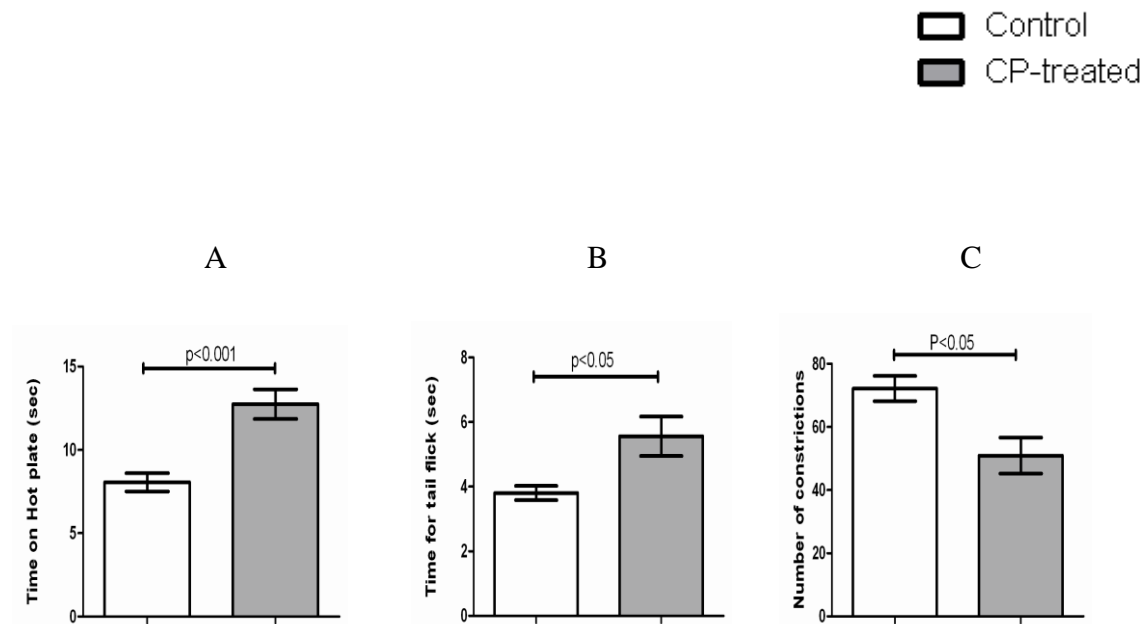 Control
CP-treated
A
B
C
p<0.001
Time on Hot plate (sec)
15
10
5
0
p<0.05
Time for tail flick (sec)
8
6
4
2
0
P<0.05
Number of constrictions
80
60
40
20
0